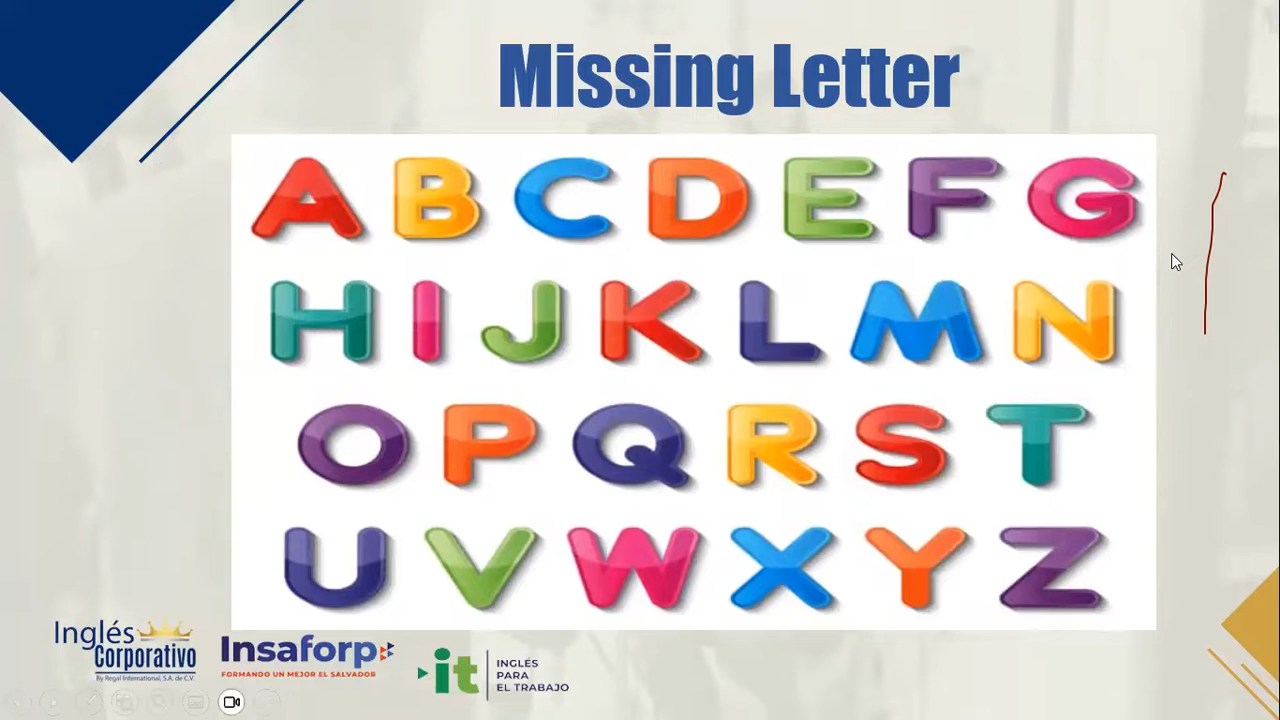 Missing Letter
A B C D E F G
H I J K L M N
O P Q R S T
U V W X Y Z
Inglés
Corporativo
By Regal International, S.A. de C.V.
Insaforp
FORMANDO UN MEJOR EL SALVADOR
it
INGLÉS
PARA
EL TRABAJO